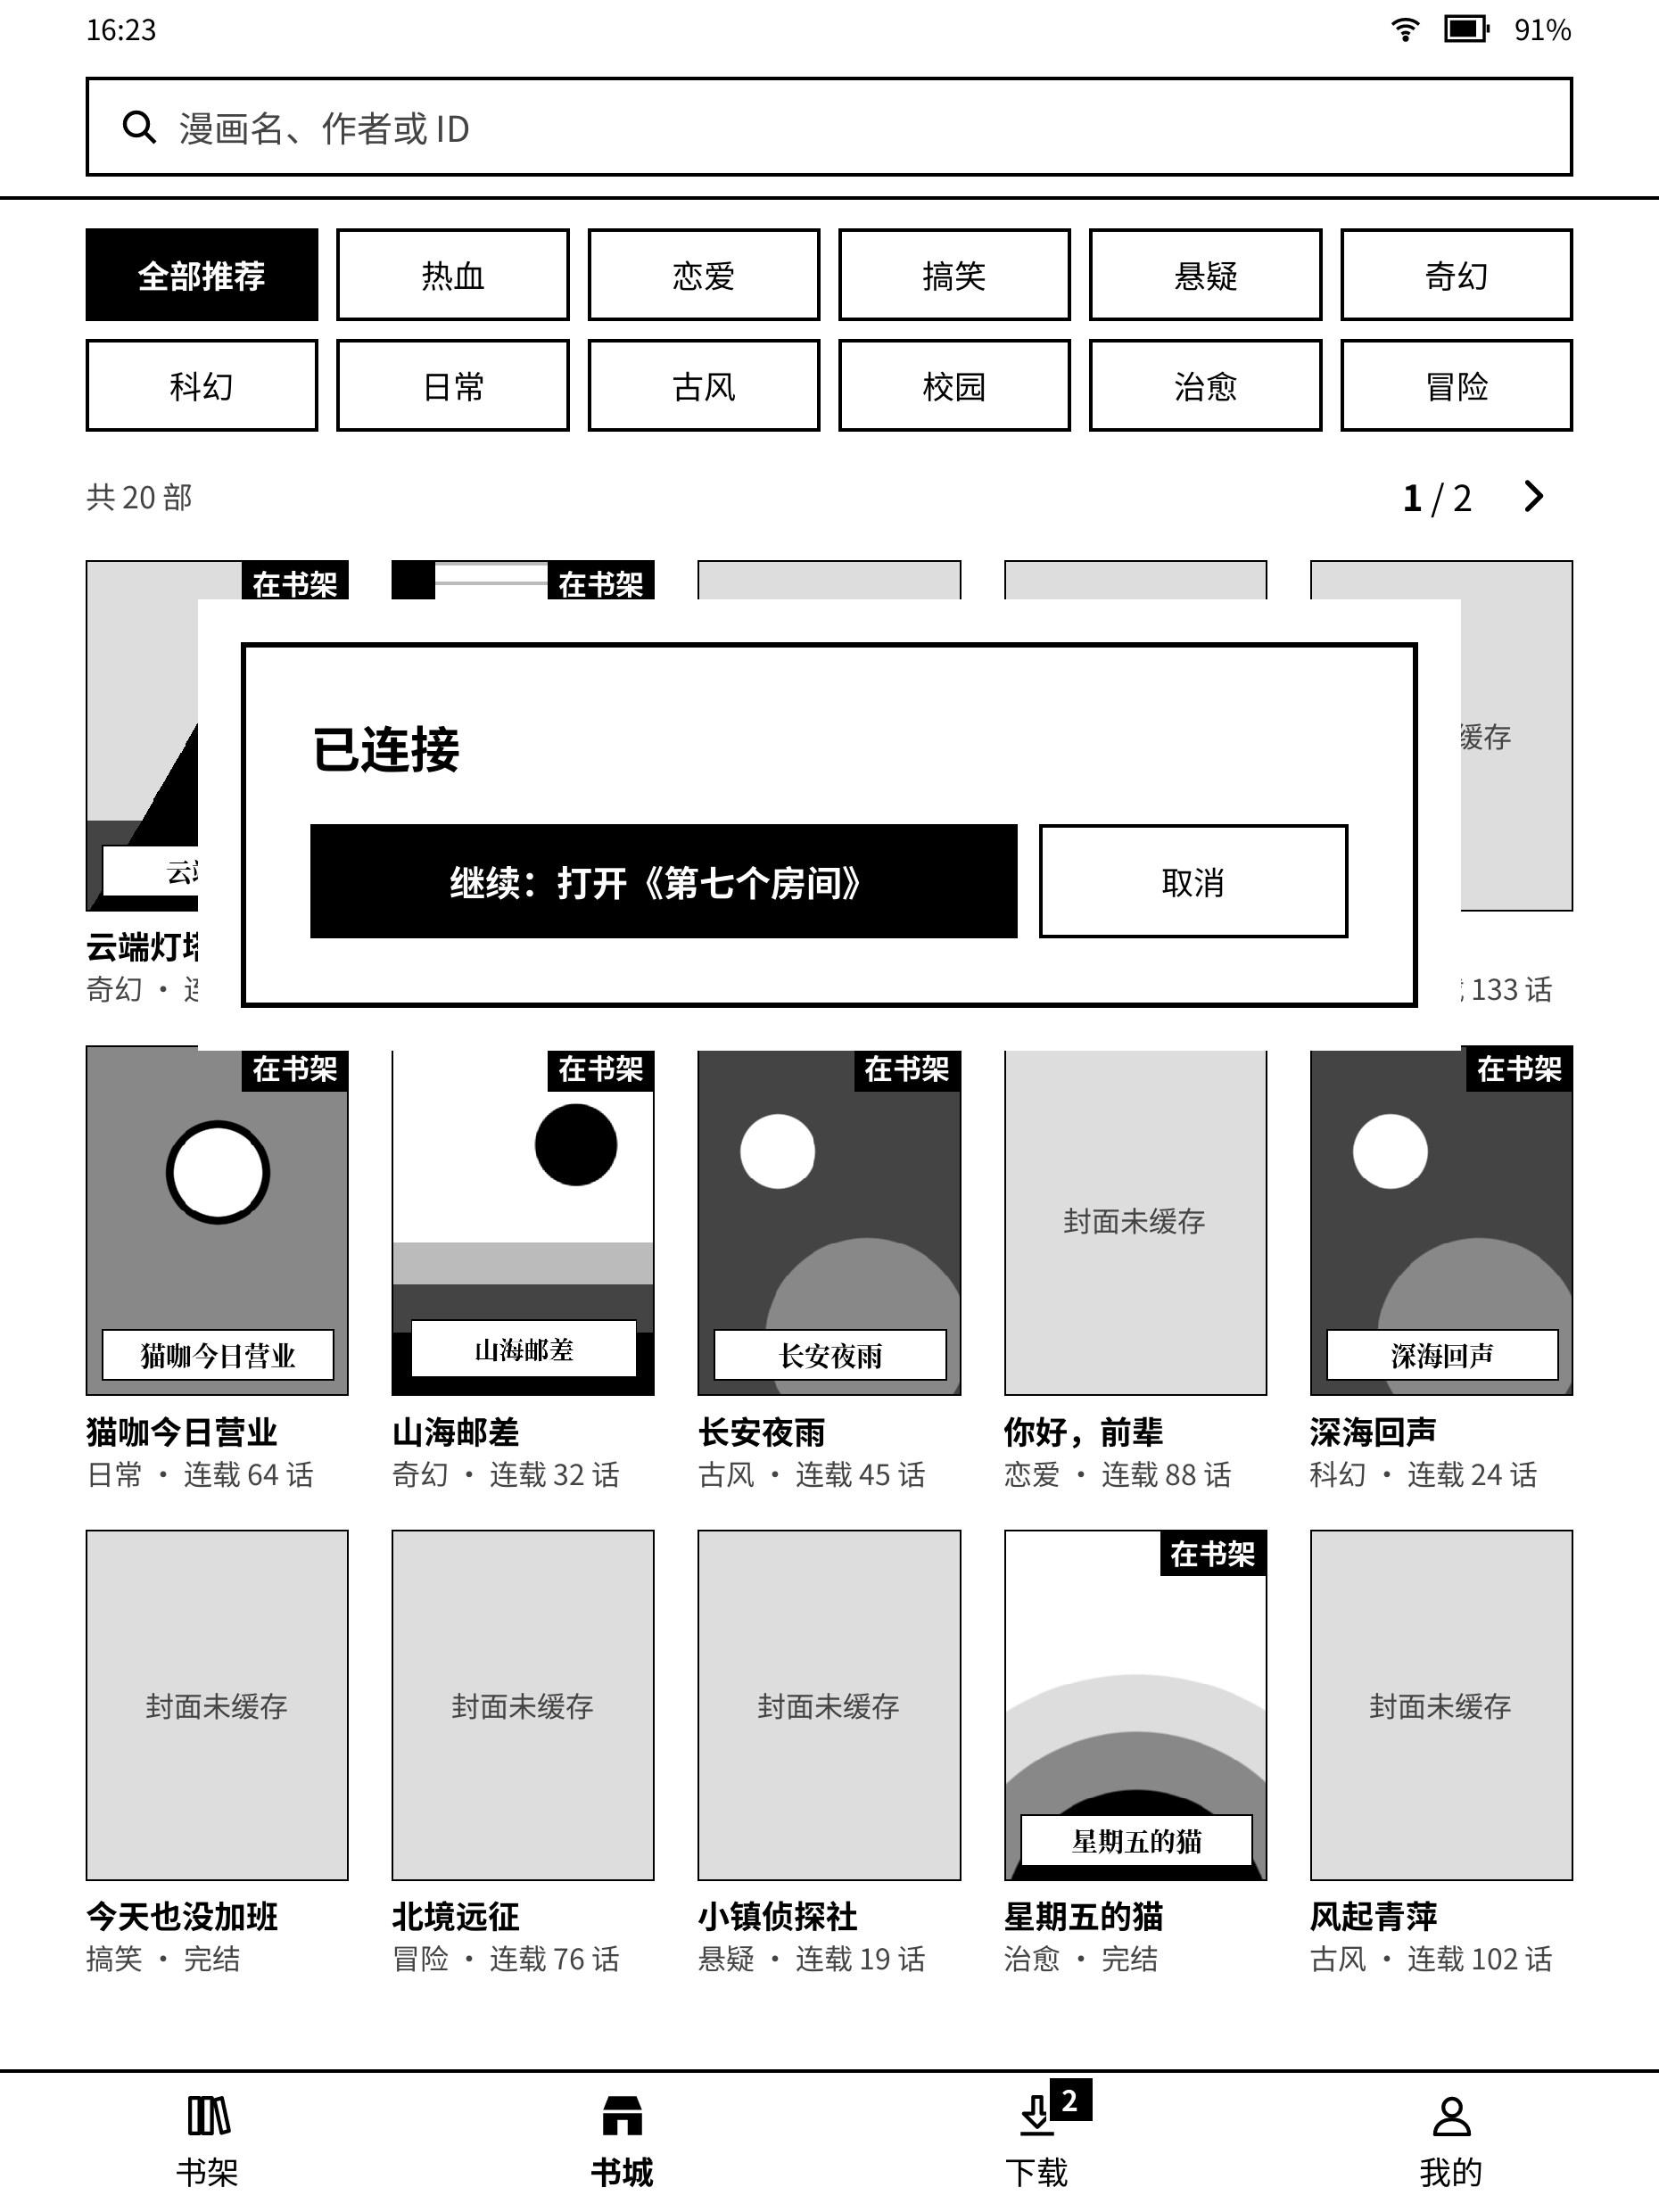 16:23
91%
漫画名、作者或 ID
全部推荐 热血 恋爱 搞笑 悬疑 奇幻
科幻 日常 古风 校园 治愈 冒险
共 20 部
1 / 2
在书架 在书架
已连接
继续：打开《第七个房间》
取消
缓存
云端灯
奇幻 ·
133 话
在书架 在书架 在书架 在书架
封面未缓存
猫咖今日营业 山海邮差 长安夜雨 深海回声
猫咖今日营业 山海邮差 长安夜雨 你好，前辈 深海回声
日常 · 连载 64 话 奇幻 · 连载 32 话 古风 · 连载 45 话 恋爱 · 连载 88 话 科幻 · 连载 24 话
在书架
封面未缓存 封面未缓存 封面未缓存 封面未缓存
星期五的猫
今天也没加班 北境远征 小镇侦探社 星期五的猫 风起青萍
搞笑 · 完结 冒险 · 连载 76 话 悬疑 · 连载 19 话 治愈 · 完结 古风 · 连载 102 话
2
书架 书城 下载 我的